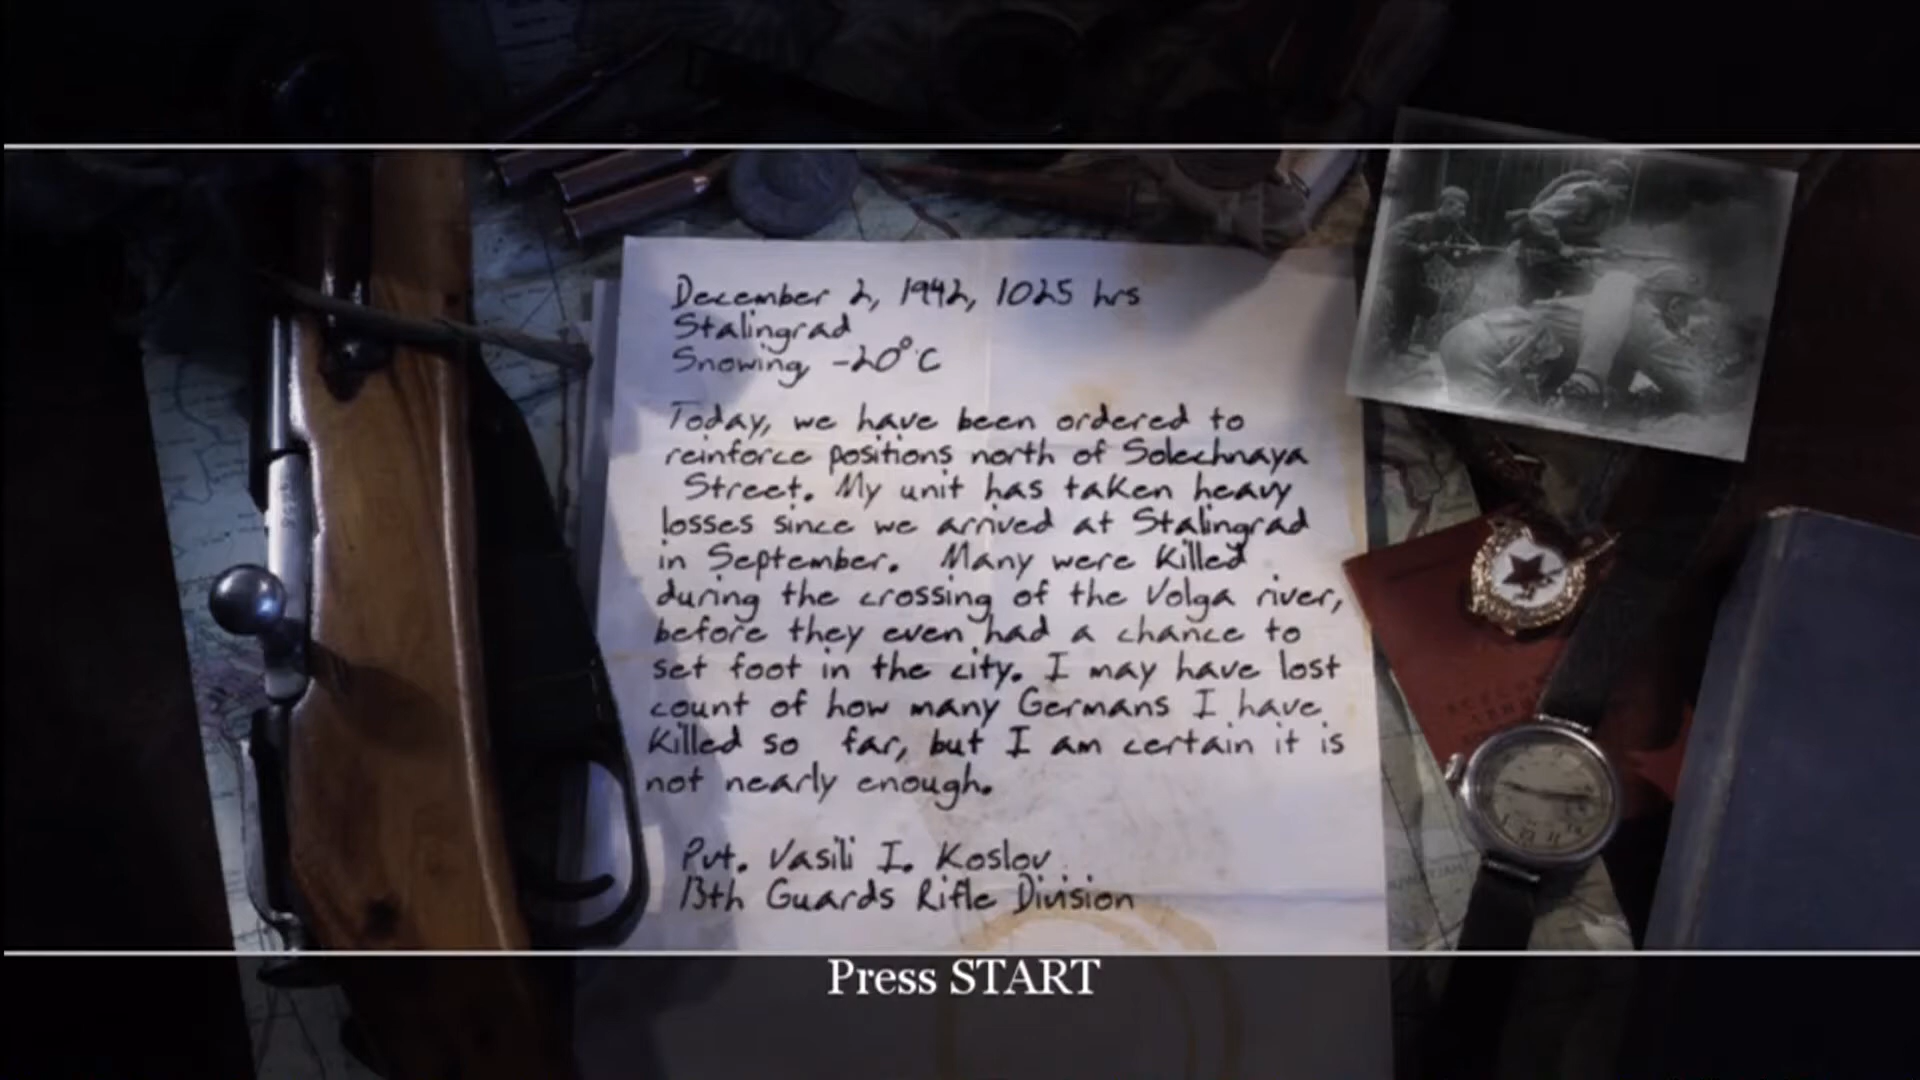 December 2, 1942, 1025 hrs
Stalingrad
Snowing, -20°C
Today, we have been ordered to
reinforce positions north of Solechnaya
Street. My unit has taken heavy
losses since we arrived at Stalingrad
in September. Many were killed
during the crossing of the Volga river,
before they even had a chance to
set foot in the city. I may have lost
count of how many Germans I have
killed so far, but I am certain it is
not nearly enough.
Pvt. Vasili I. Koslov
13th Guards Rifle Division
Press START